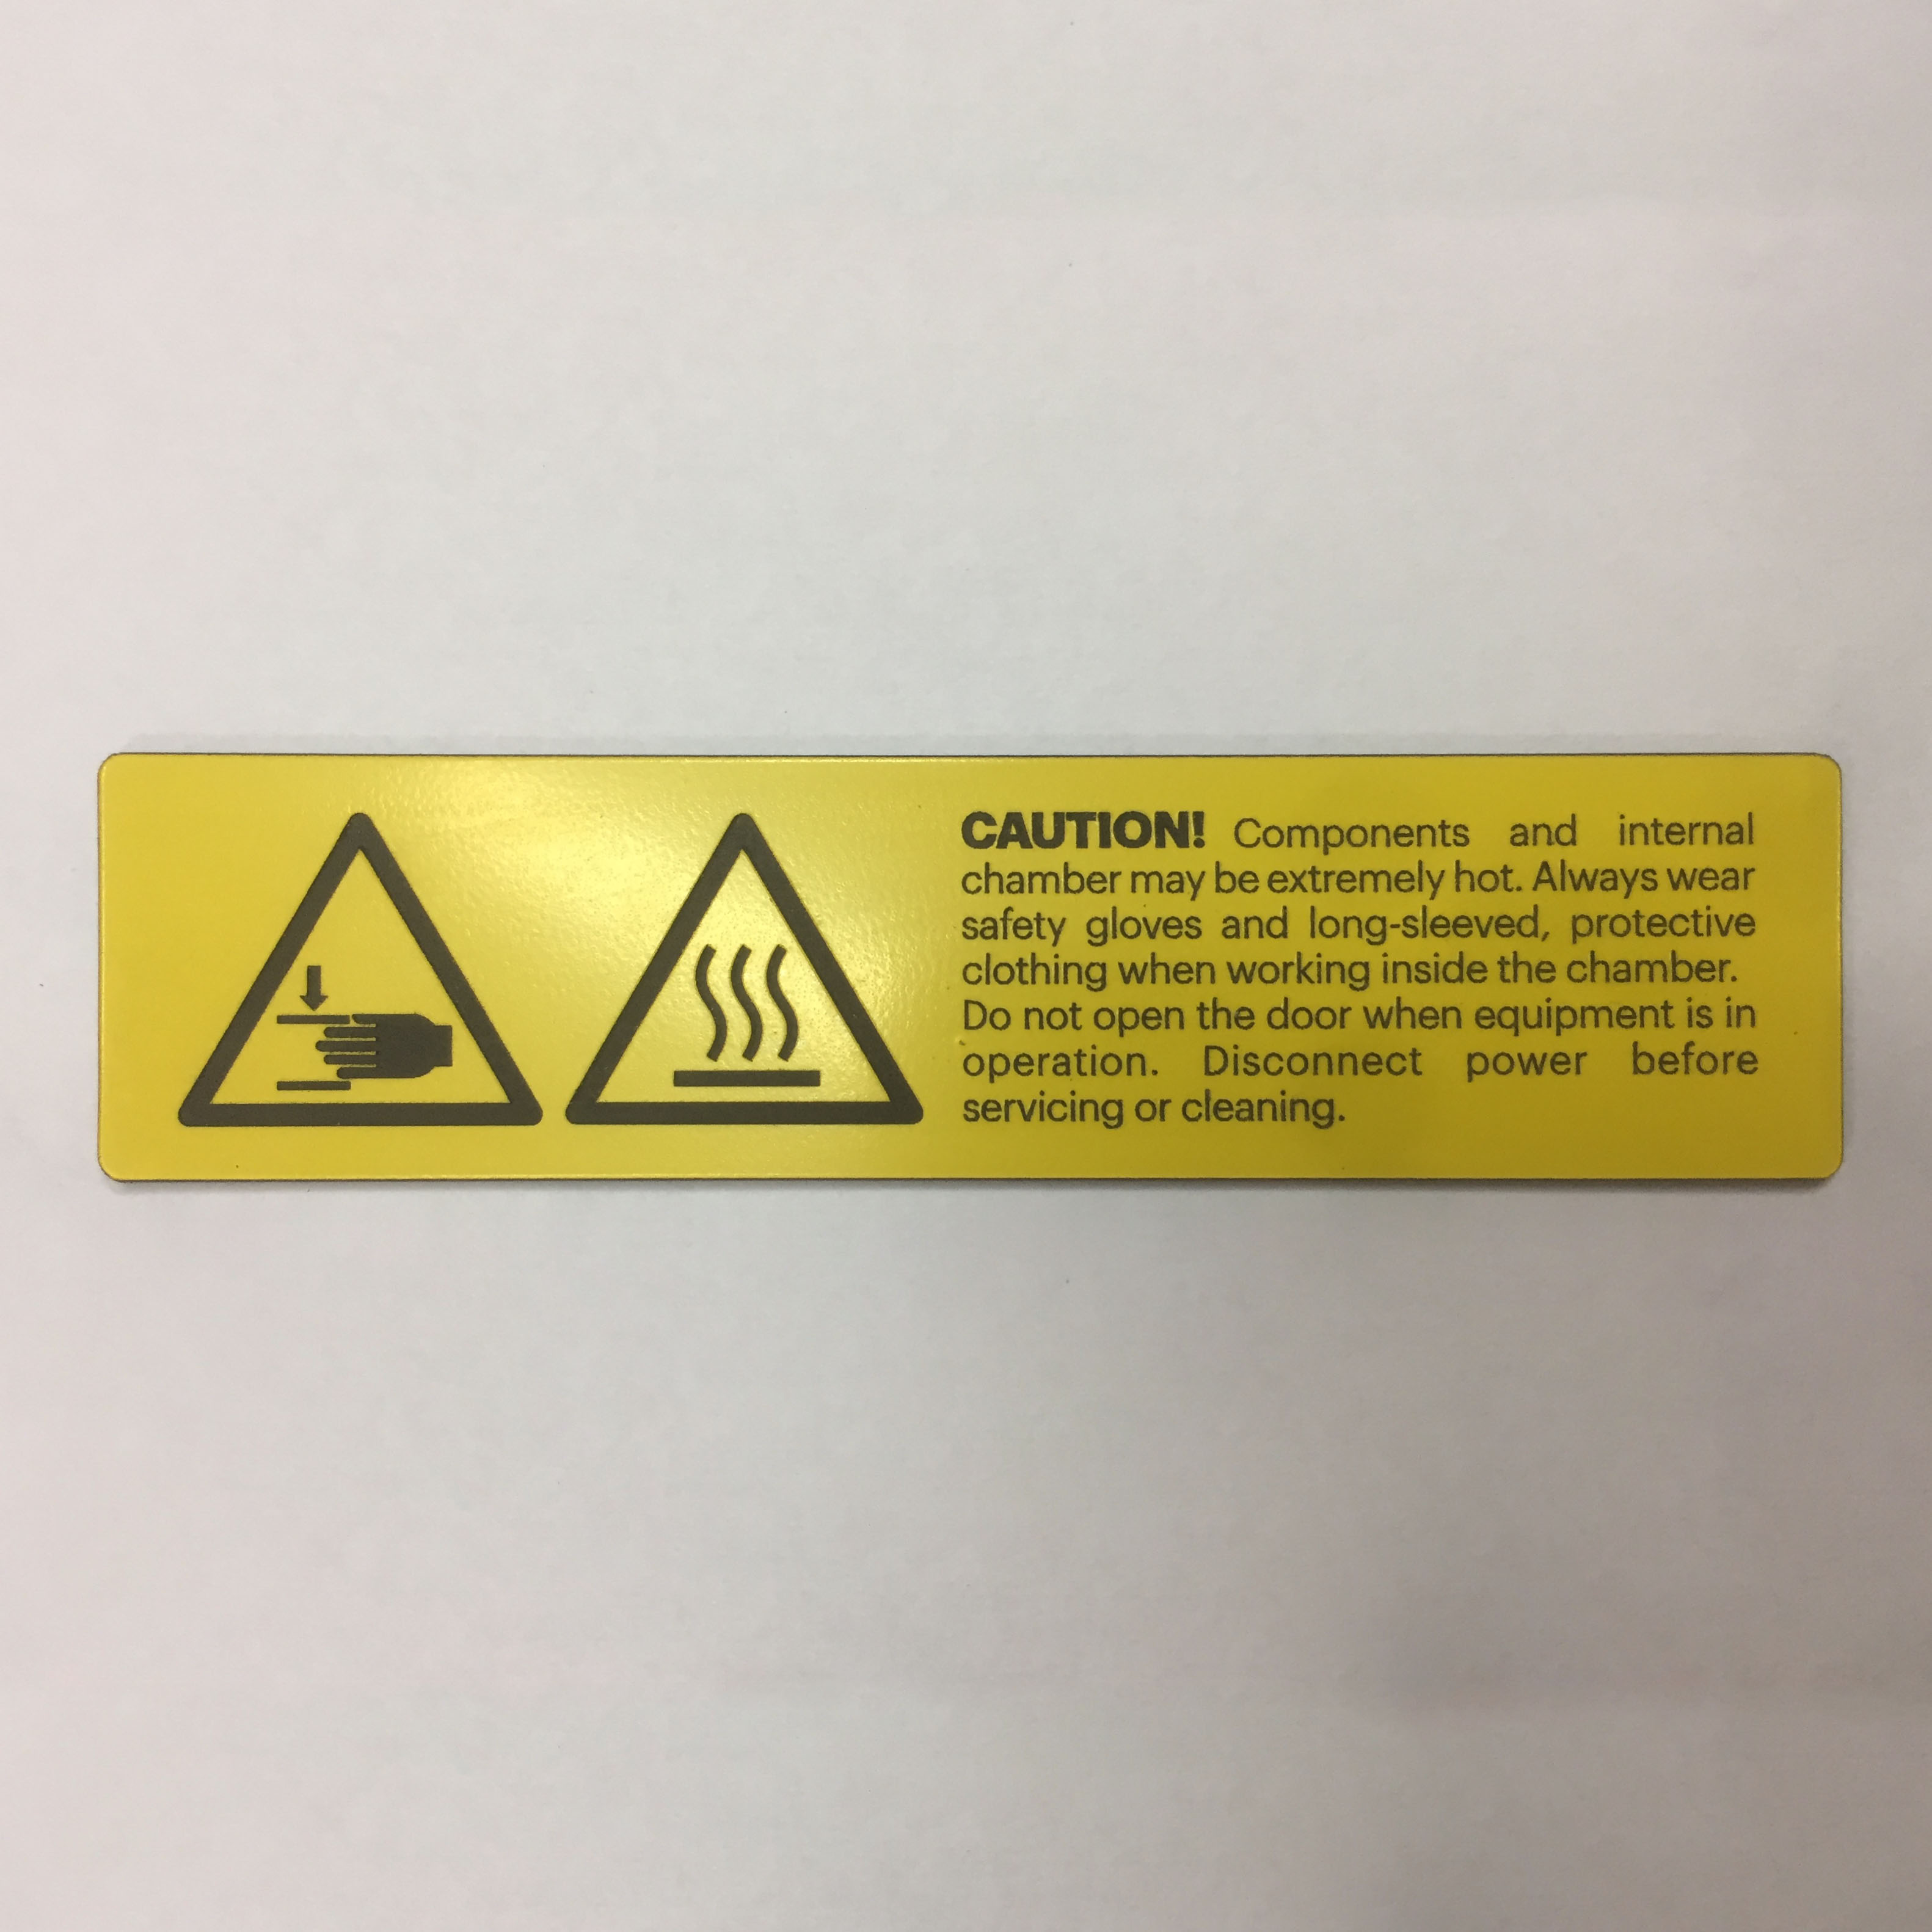 CAUTION! Components and internal
chamber may be extremely hot. Always wear
safety gloves and long-sleeved, protective
clothing when working inside the chamber.
Do not open the door when equipment is in
operation. Disconnect power before
servicing or cleaning.